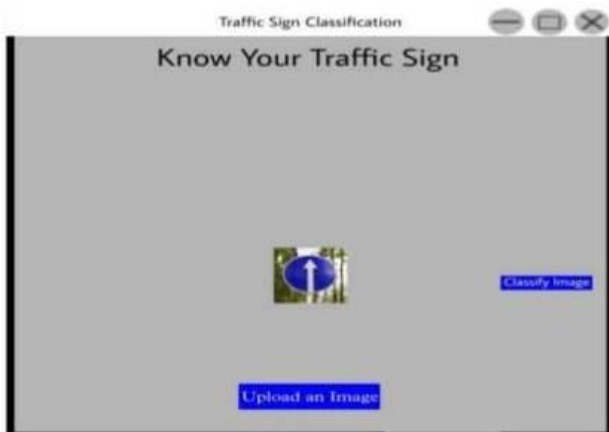 Traffic Sign Classification
Know Your Traffic Sign
Classify Image
Upload an Image